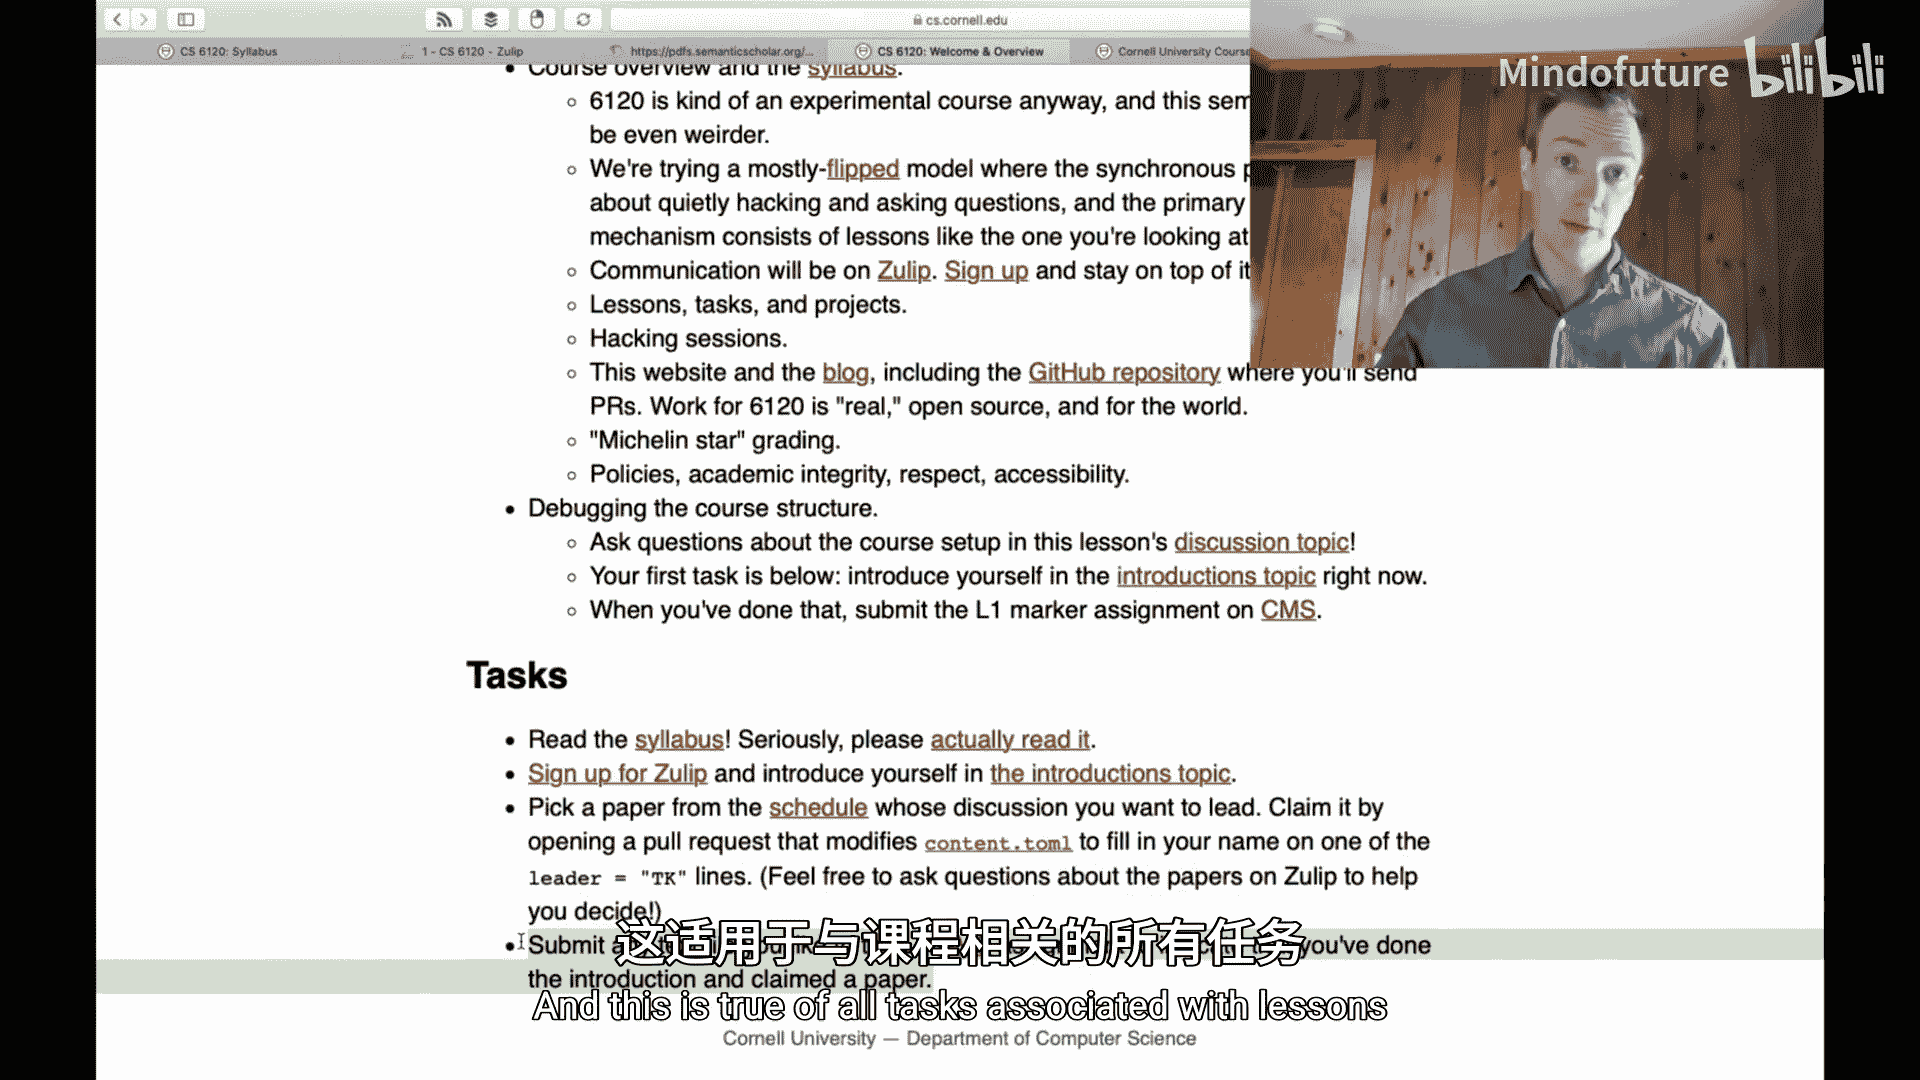 cs.cornell.edu
CS 6120: Syllabus
1 - CS 6120 - Zulip
https://pdfs.semanticscholar.org/...
CS 6120: Welcome & Overview
Cornell University Course
Mindofuture bilibili
Course overview and the syllabus.
6120 is kind of an experimental course anyway, and this sem
be even weirder.
We're trying a mostly-flipped model where the synchronous p
about quietly hacking and asking questions, and the primary
mechanism consists of lessons like the one you're looking at
Communication will be on Zulip. Sign up and stay on top of it
Lessons, tasks, and projects.
Hacking sessions.
This website and the blog, including the GitHub repository where you'll send
PRs. Work for 6120 is "real," open source, and for the world.
"Michelin star" grading.
Policies, academic integrity, respect, accessibility.
Debugging the course structure.
Ask questions about the course setup in this lesson's discussion topic!
Your first task is below: introduce yourself in the introductions topic right now.
When you've done that, submit the L1 marker assignment on CMS.
Tasks
Read the syllabus! Seriously, please actually read it.
Sign up for Zulip and introduce yourself in the introductions topic.
Pick a paper from the schedule whose discussion you want to lead. Claim it by
opening a pull request that modifies content.toml to fill in your name on one of the
leader = "TK" lines. (Feel free to ask questions about the papers on Zulip to help
you decide!)
Submit you've done
the introduction and claimed a paper.
这适用于与课程相关的所有任务
And this is true of all tasks associated with lessons
Cornell University — Department of Computer Science